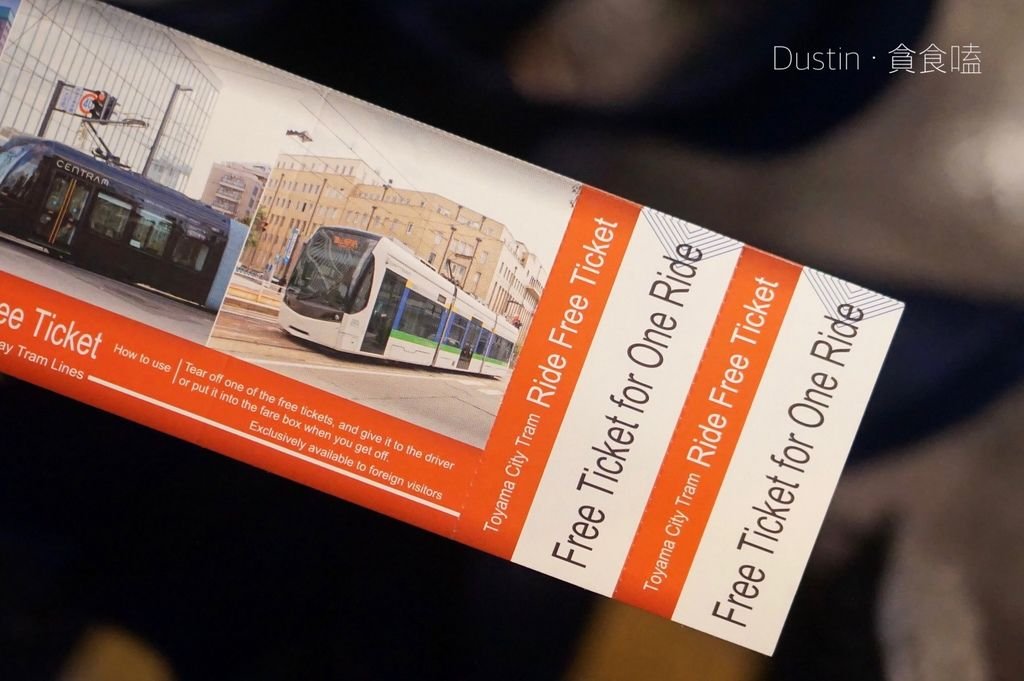 Dustin · 貪食嗑
CENTRAM
ee Ticket
ay Tram Lines
How to use
Tear off one of the free tickets, and give it to the driver
or put it into the fare box when you get off.
Exclusively available to foreign visitors
Toyama City Tram Ride Free Ticket
Free Ticket for One Ride
Toyama City Tram Ride Free Ticket
Free Ticket for One Ride